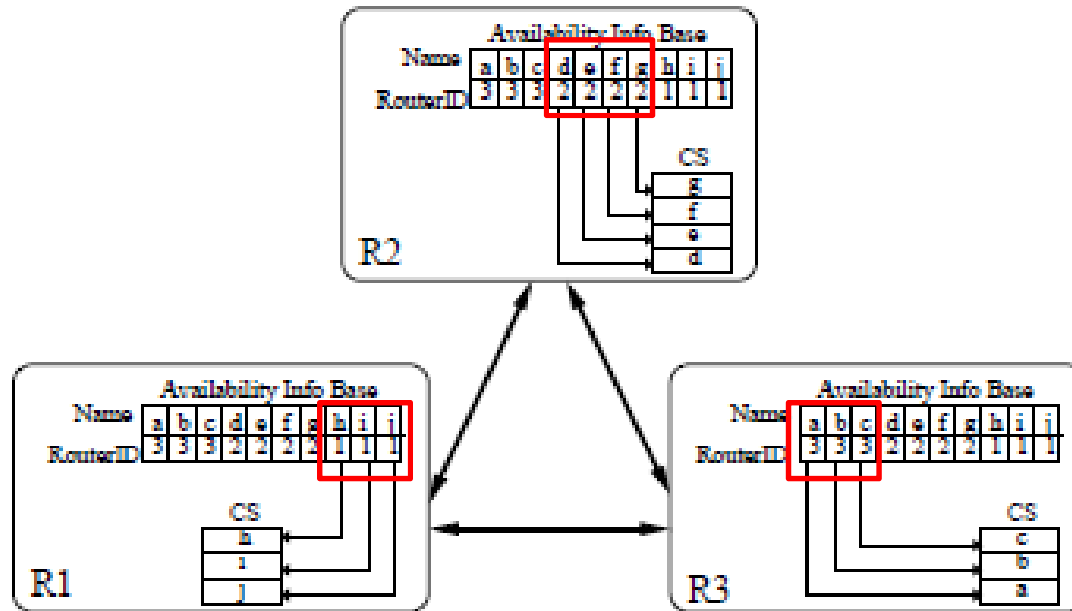 Availability Info Base
Name a b c d e f g h i j
RouterID 3 3 3 2 2 2 2 1 1 1
CS
g
f
e
d
R2
Availability Info Base
Name a b c d e f g h i j
RouterID 3 3 3 2 2 2 2 1 1 1
CS
h
i
j
R1
Availability Info Base
Name a b c d e f g h i j
RouterID 3 3 3 2 2 2 2 1 1 1
CS
c
b
a
R3